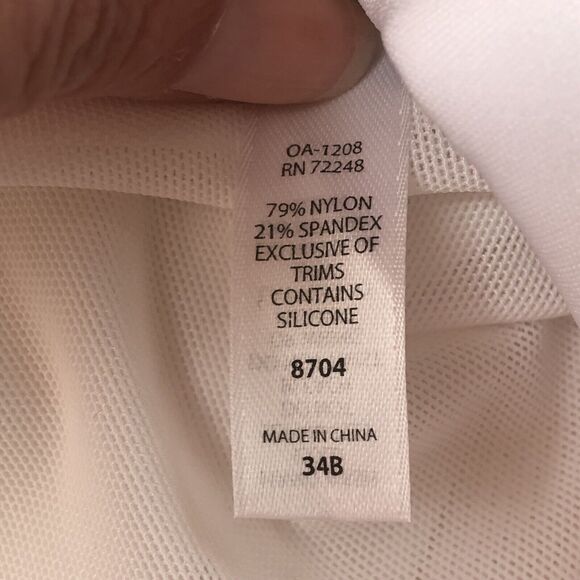 OA-1208
RN 72248
79% NYLON
21% SPANDEX
EXCLUSIVE OF
TRIMS
CONTAINS
SILICONE
8704
MADE IN CHINA
34B